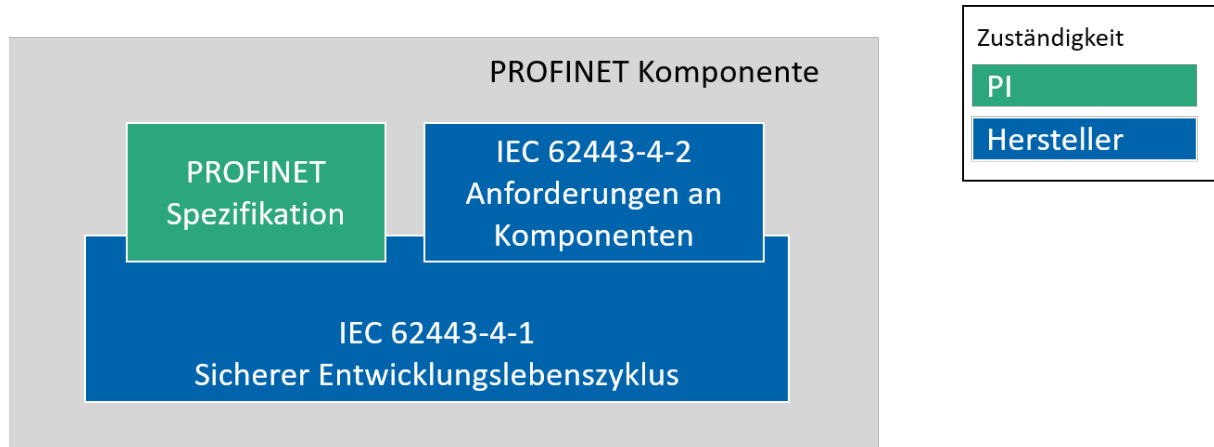 PROFINET Komponente
PROFINET
Spezifikation
IEC 62443-4-2
Anforderungen an
Komponenten
IEC 62443-4-1
Sicherer Entwicklungslebenszyklus
Zuständigkeit
PI
Hersteller